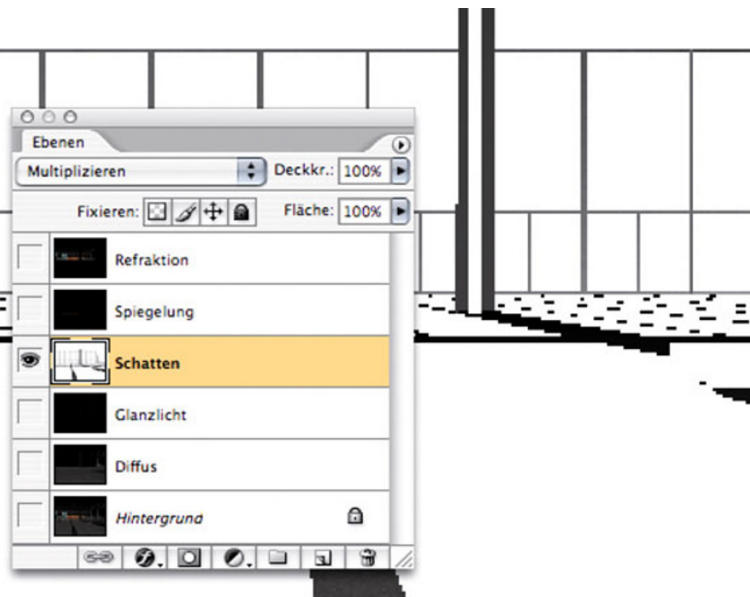 Ebenen
Multiplizieren Deckkr.: 100%
Fixieren: Fläche: 100%
Refraktion
Spiegelung
Schatten
Glanzlicht
Diffus
Hintergrund